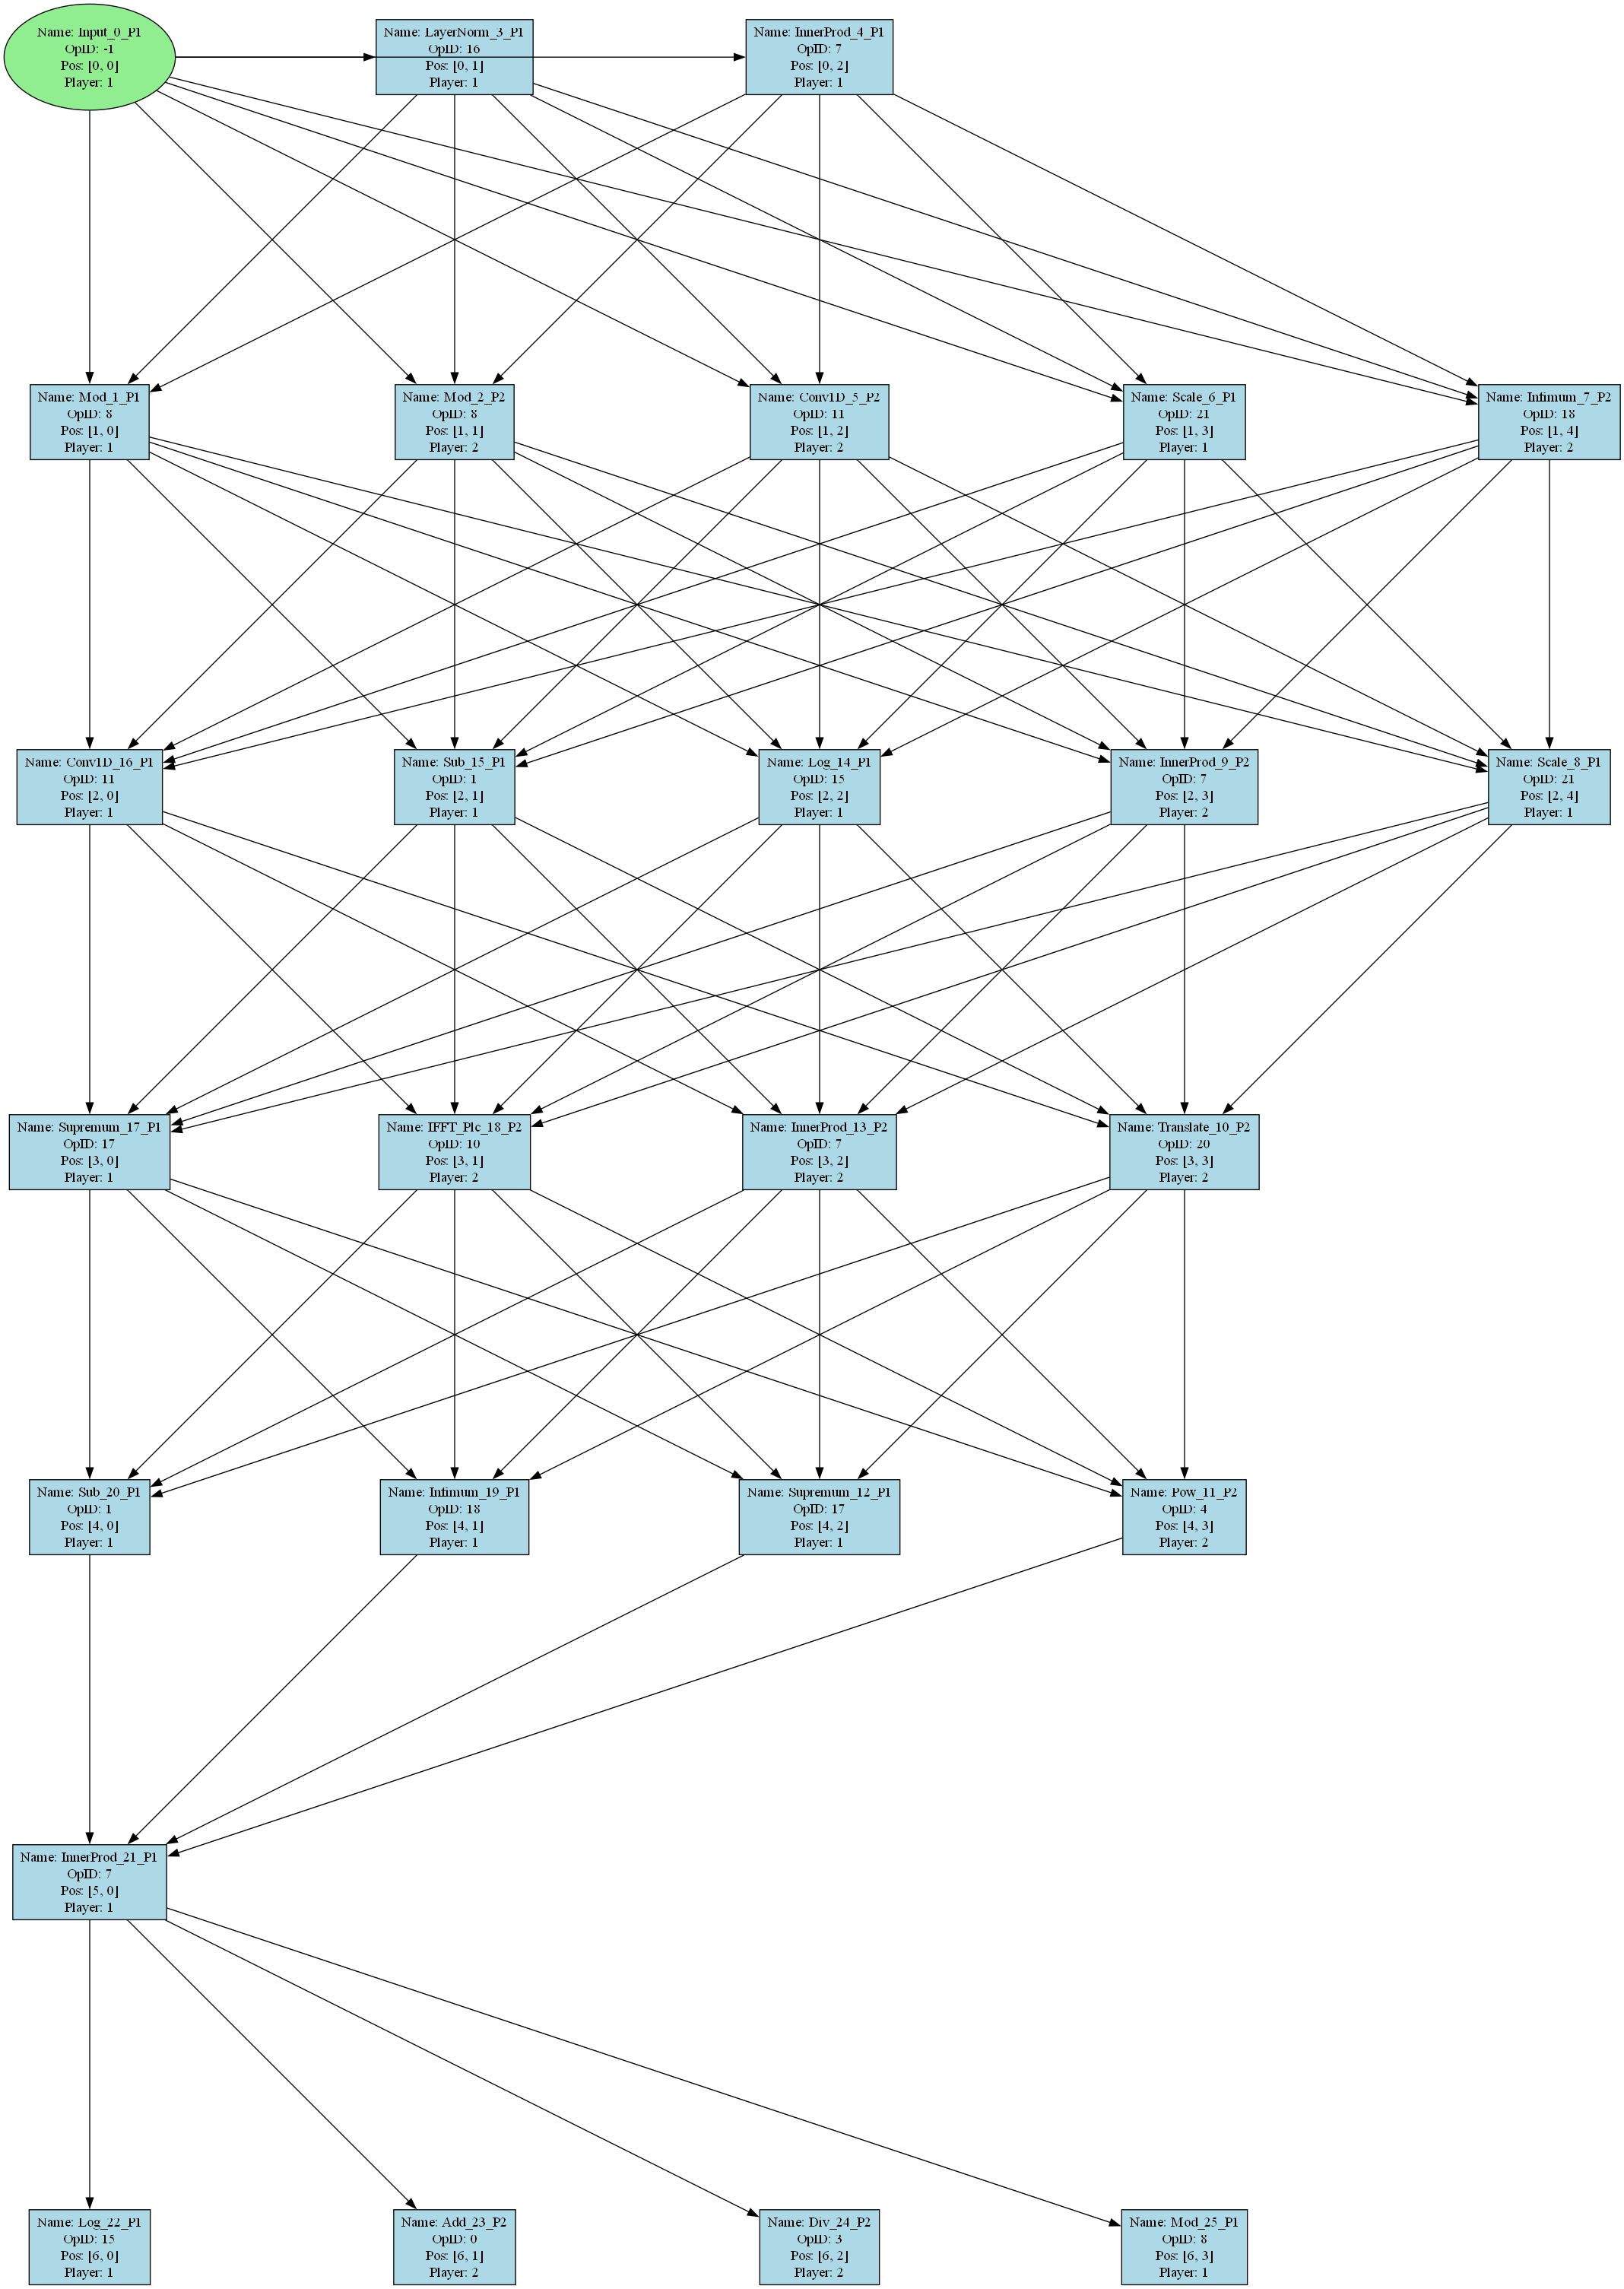 Name: Input_0_P1
OpID: -1
Pos: [0, 0]
Player: 1
Name: LayerNorm_3_P1
OpID: 16
Pos: [0, 1]
Player: 1
Name: InnerProd_4_P1
OpID: 7
Pos: [0, 2]
Player: 1
Name: Mod_1_P1
OpID: 8
Pos: [1, 0]
Player: 1
Name: Mod_2_P2
OpID: 8
Pos: [1, 1]
Player: 2
Name: Conv1D_5_P2
OpID: 11
Pos: [1, 2]
Player: 2
Name: Scale_6_P1
OpID: 21
Pos: [1, 3]
Player: 1
Name: Infimum_7_P2
OpID: 18
Pos: [1, 4]
Player: 2
Name: Conv1D_16_P1
OpID: 11
Pos: [2, 0]
Player: 1
Name: Sub_15_P1
OpID: 1
Pos: [2, 1]
Player: 1
Name: Log_14_P1
OpID: 15
Pos: [2, 2]
Player: 1
Name: InnerProd_9_P2
OpID: 7
Pos: [2, 3]
Player: 2
Name: Scale_8_P1
OpID: 21
Pos: [2, 4]
Player: 1
Name: Supremum_17_P1
OpID: 17
Pos: [3, 0]
Player: 1
Name: IFFT_Plc_18_P2
OpID: 10
Pos: [3, 1]
Player: 2
Name: InnerProd_13_P2
OpID: 7
Pos: [3, 2]
Player: 2
Name: Translate_10_P2
OpID: 20
Pos: [3, 3]
Player: 2
Name: Sub_20_P1
OpID: 1
Pos: [4, 0]
Player: 1
Name: Infimum_19_P1
OpID: 18
Pos: [4, 1]
Player: 1
Name: Supremum_12_P1
OpID: 17
Pos: [4, 2]
Player: 1
Name: Pow_11_P2
OpID: 4
Pos: [4, 3]
Player: 2
Name: InnerProd_21_P1
OpID: 7
Pos: [5, 0]
Player: 1
Name: Log_22_P1
OpID: 15
Pos: [6, 0]
Player: 1
Name: Add_23_P2
OpID: 0
Pos: [6, 1]
Player: 2
Name: Div_24_P2
OpID: 3
Pos: [6, 2]
Player: 2
Name: Mod_25_P1
OpID: 8
Pos: [6, 3]
Player: 1